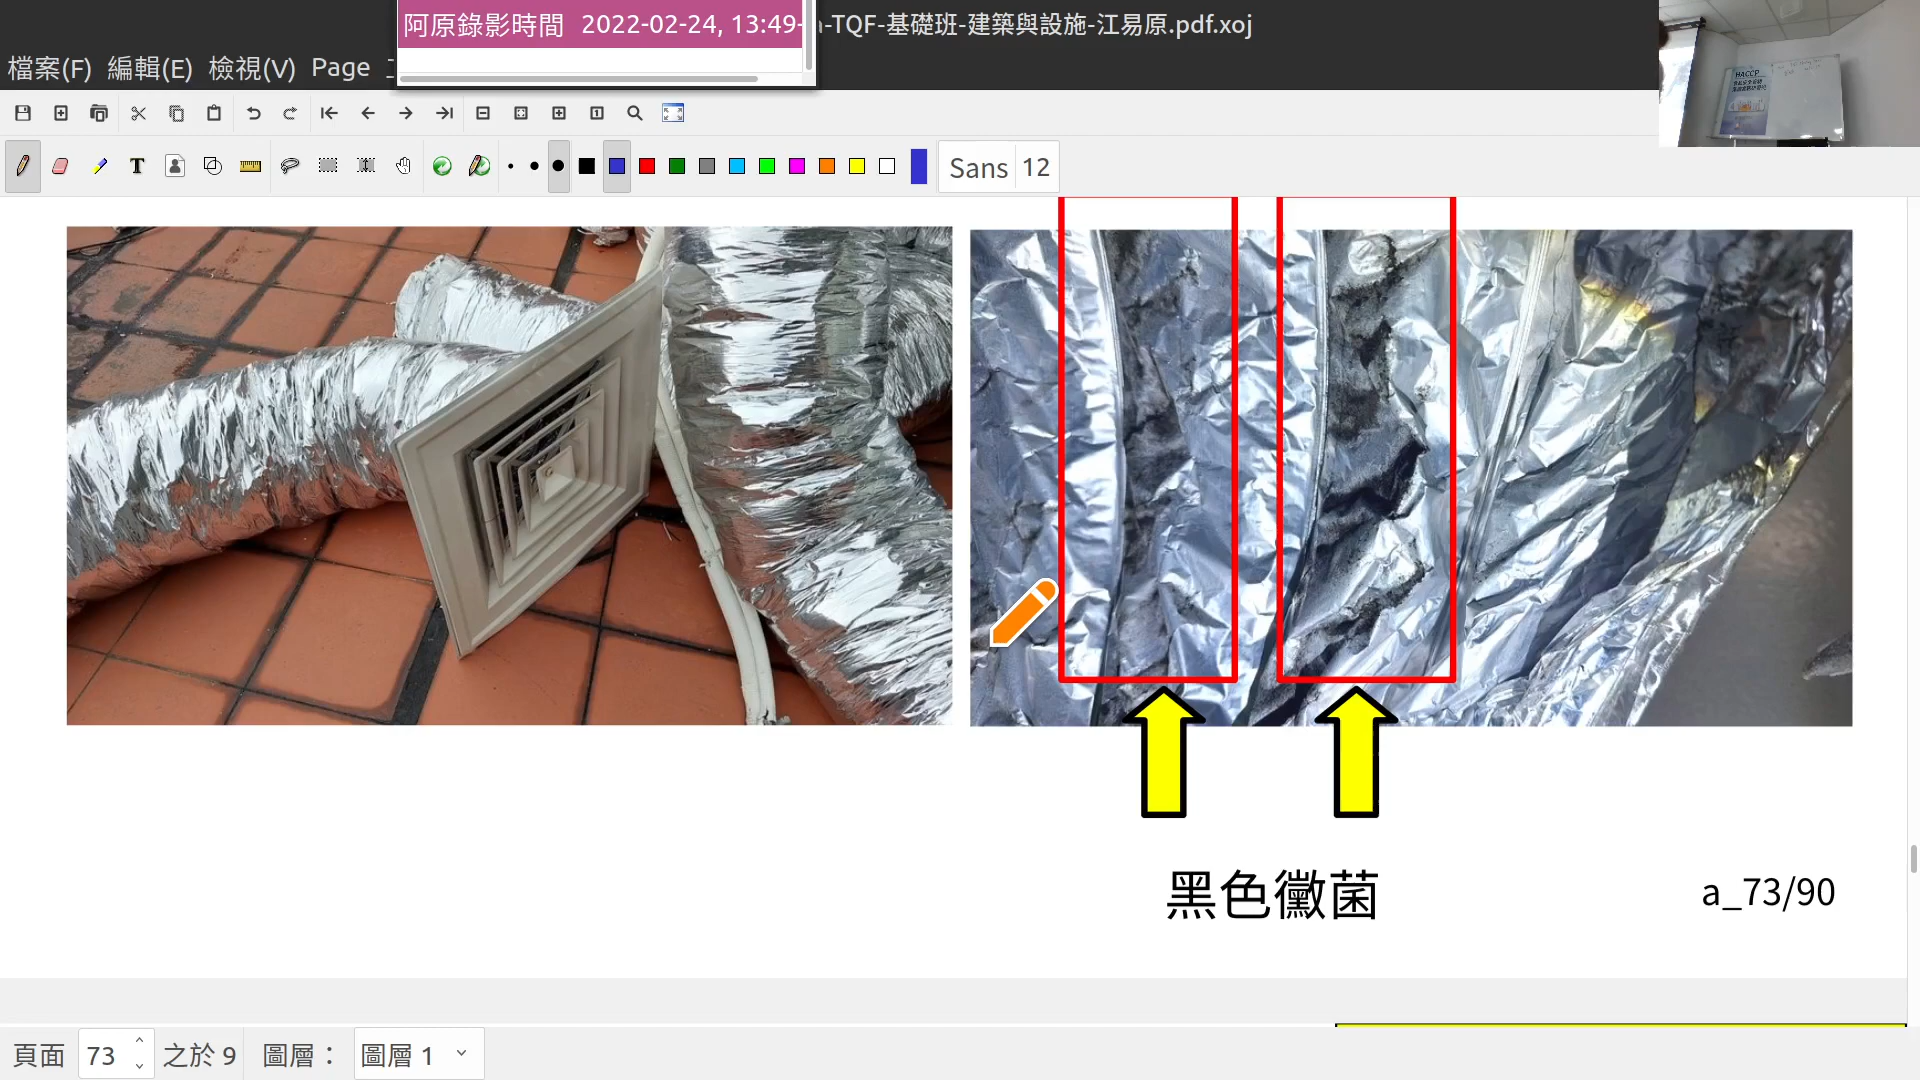 阿原錄影時間 2022-02-24, 13:49-
-TQF-基礎班-建築與設施-江易原.pdf.xoj
檔案(F) 編輯(E) 檢視(V) Page
HACCP
T
Sans 12
黑色黴菌
a_73/90
頁面 73 之於 9 圖層： 圖層 1